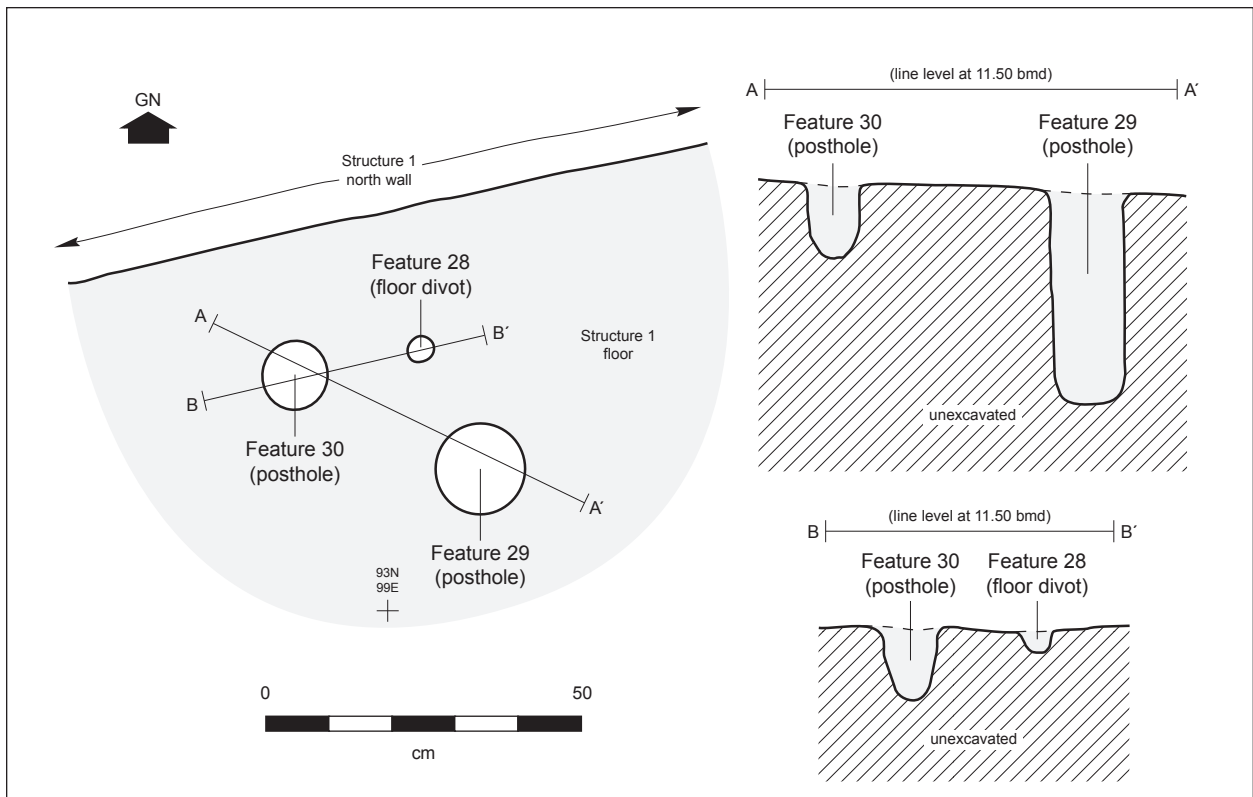 GN
Structure 1
north wall
Feature 28
(floor divot)
A
B´
Structure 1
floor
B
Feature 30
(posthole)
A´
Feature 29
(posthole)
93N
99E
0
50
cm
(line level at 11.50 bmd)
A
A´
Feature 30
(posthole)
Feature 29
(posthole)
unexcavated
(line level at 11.50 bmd)
B
B´
Feature 30
(posthole)
Feature 28
(floor divot)
unexcavated